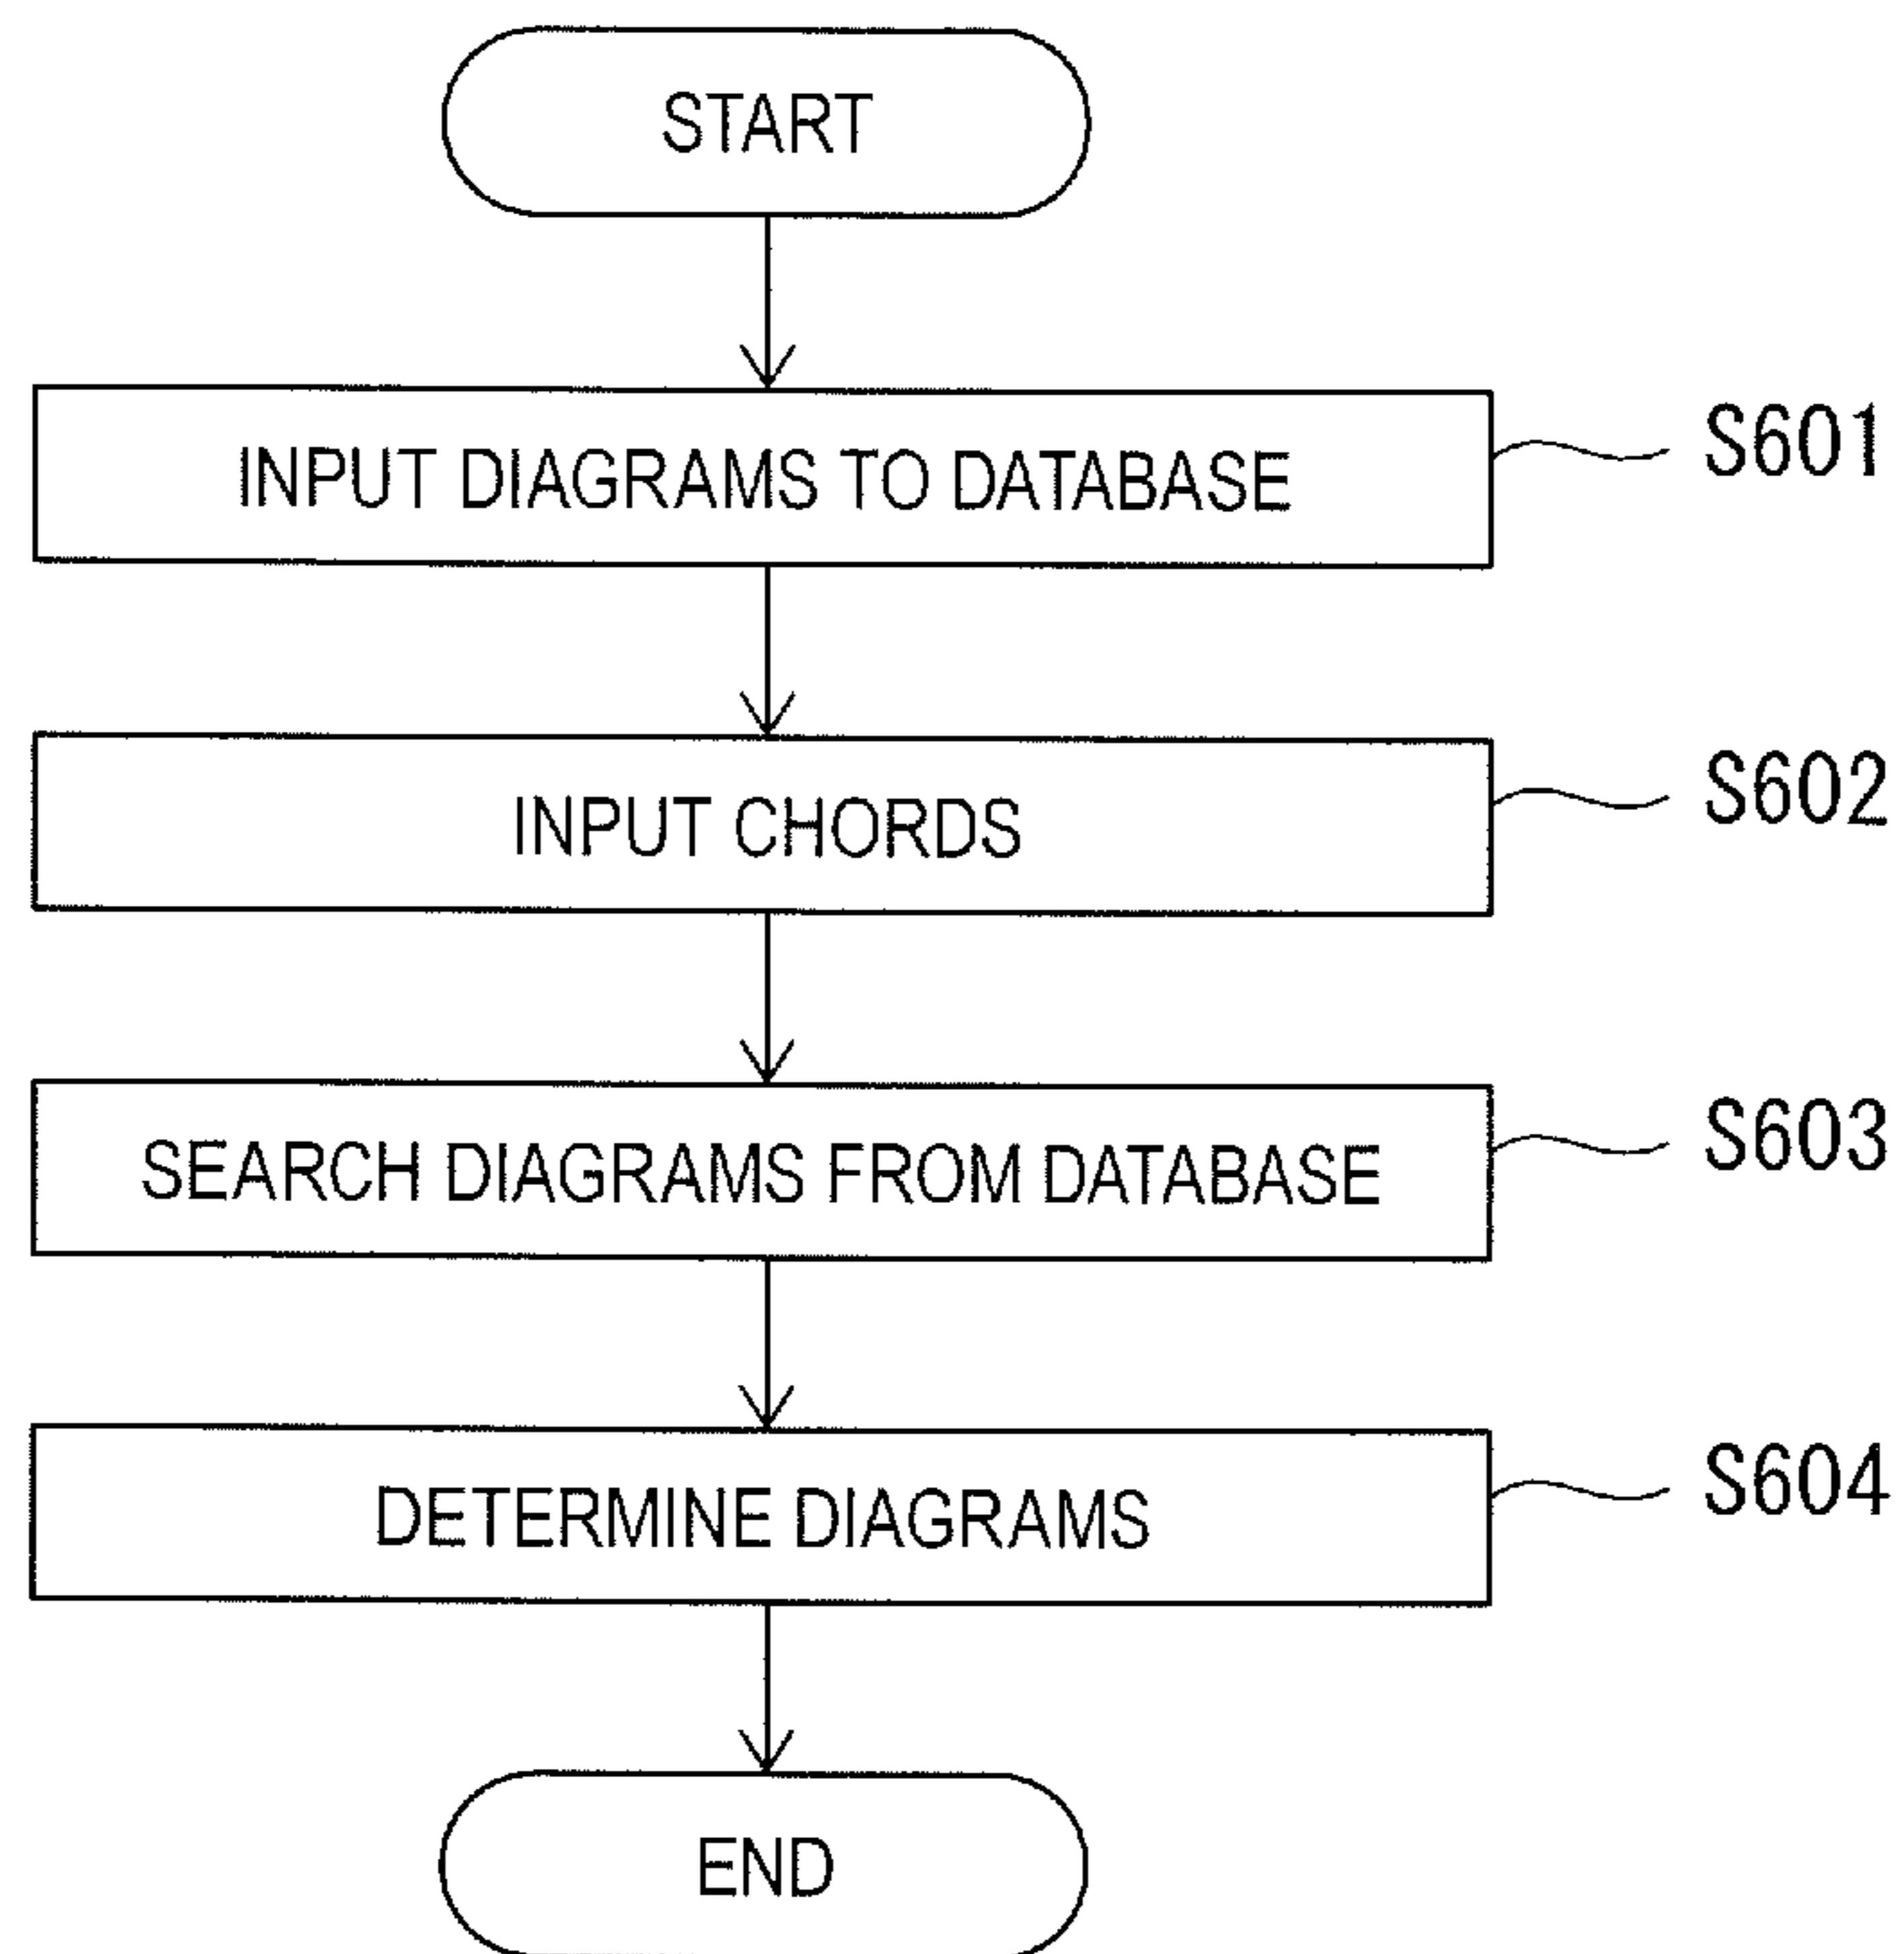 START
INPUT DIAGRAMS TO DATABASE
S601
INPUT CHORDS
S602
SEARCH DIAGRAMS FROM DATABASE
S603
DETERMINE DIAGRAMS
S604
END